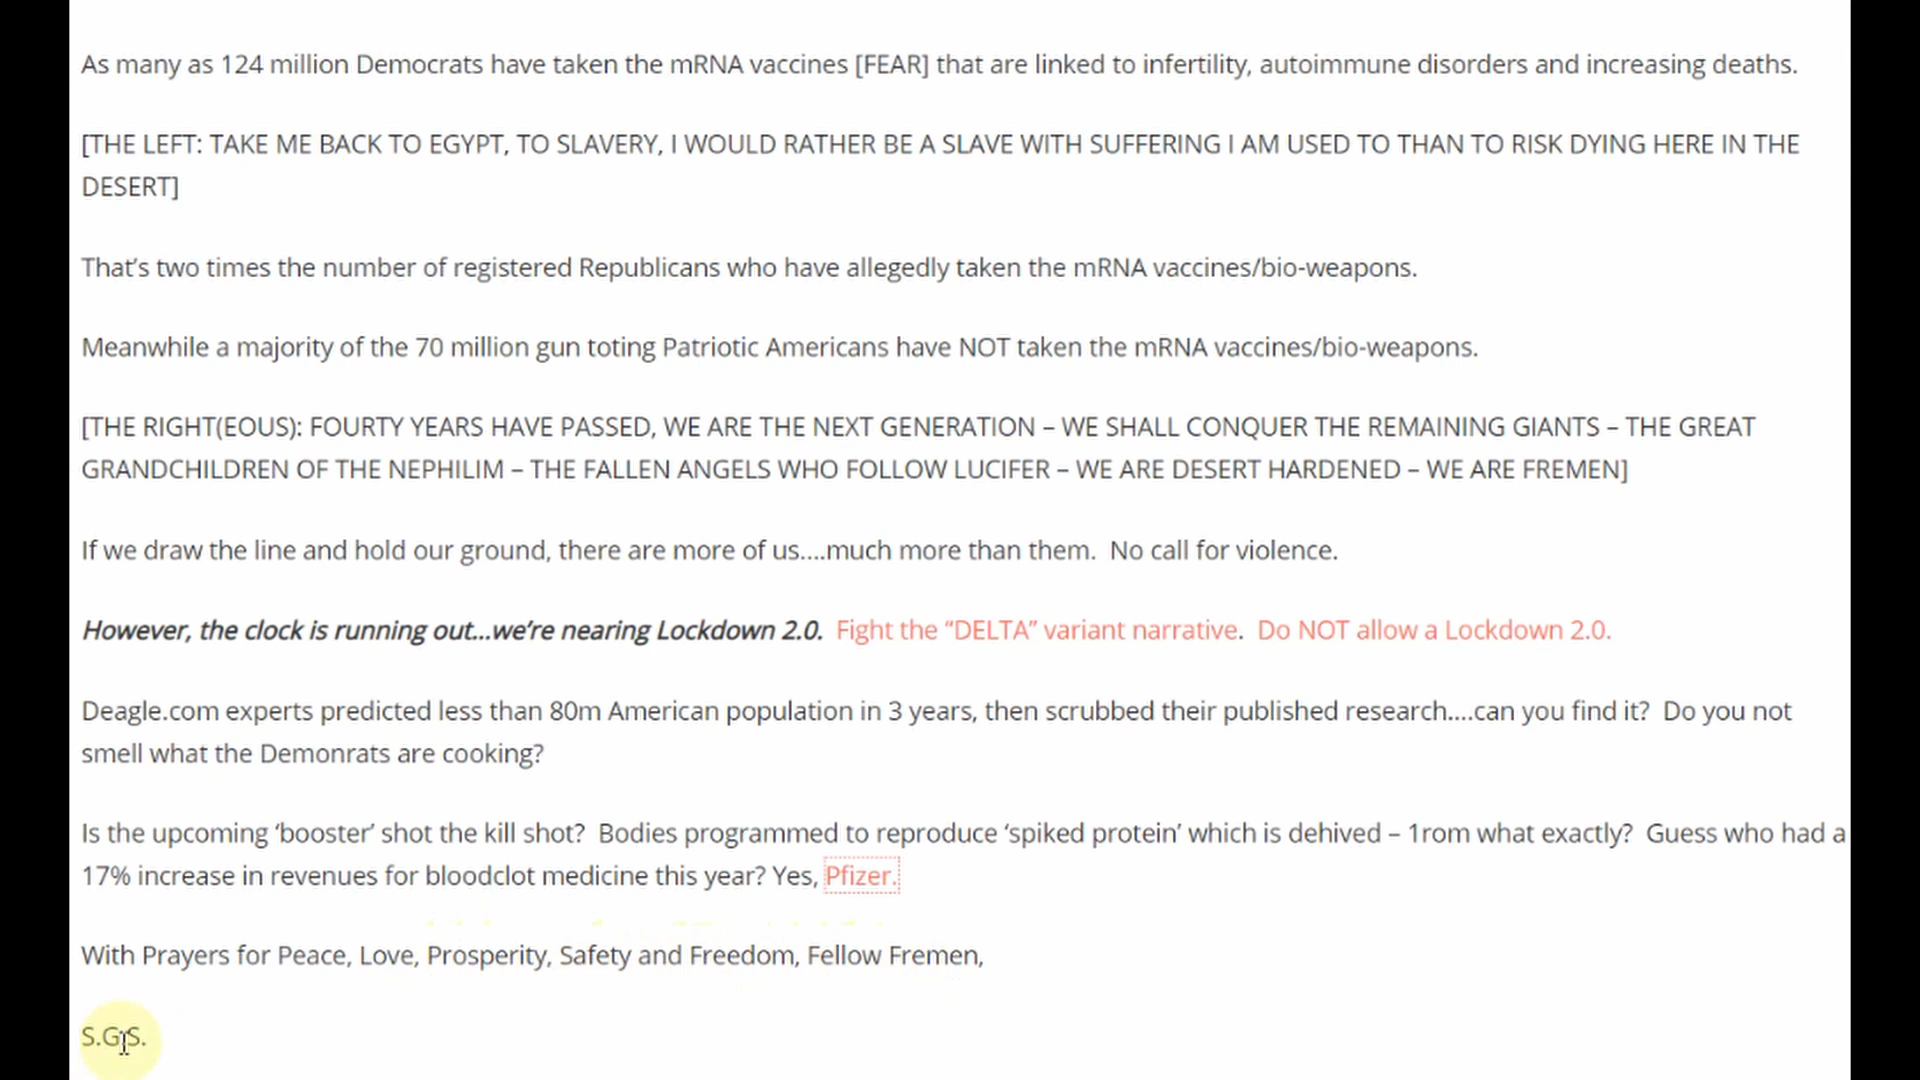 As many as 124 million Democrats have taken the mRNA vaccines [FEAR] that are linked to infertility, autoimmune disorders and increasing deaths.
[THE LEFT: TAKE ME BACK TO EGYPT, TO SLAVERY, I WOULD RATHER BE A SLAVE WITH SUFFERING I AM USED TO THAN TO RISK DYING HERE IN THE
DESERT]
That's two times the number of registered Republicans who have allegedly taken the mRNA vaccines/bio-weapons.
Meanwhile a majority of the 70 million gun toting Patriotic Americans have NOT taken the mRNA vaccines/bio-weapons.
[THE RIGHT(EOUS): FOURTY YEARS HAVE PASSED, WE ARE THE NEXT GENERATION – WE SHALL CONQUER THE REMAINING GIANTS – THE GREAT
GRANDCHILDREN OF THE NEPHILIM – THE FALLEN ANGELS WHO FOLLOW LUCIFER – WE ARE DESERT HARDENED – WE ARE FREMEN]
If we draw the line and hold our ground, there are more of us....much more than them.  No call for violence.
However, the clock is running out...we're nearing Lockdown 2.0.  Fight the “DELTA” variant narrative.  Do NOT allow a Lockdown 2.0.
Deagle.com experts predicted less than 80m American population in 3 years, then scrubbed their published research....can you find it?  Do you not
smell what the Demonrats are cooking?
Is the upcoming ‘booster’ shot the kill shot?  Bodies programmed to reproduce ‘spiked protein’ which is dehived – 1rom what exactly?  Guess who had a
17% increase in revenues for bloodclot medicine this year? Yes, Pfizer.
With Prayers for Peace, Love, Prosperity, Safety and Freedom, Fellow Fremen,
S.G.S.